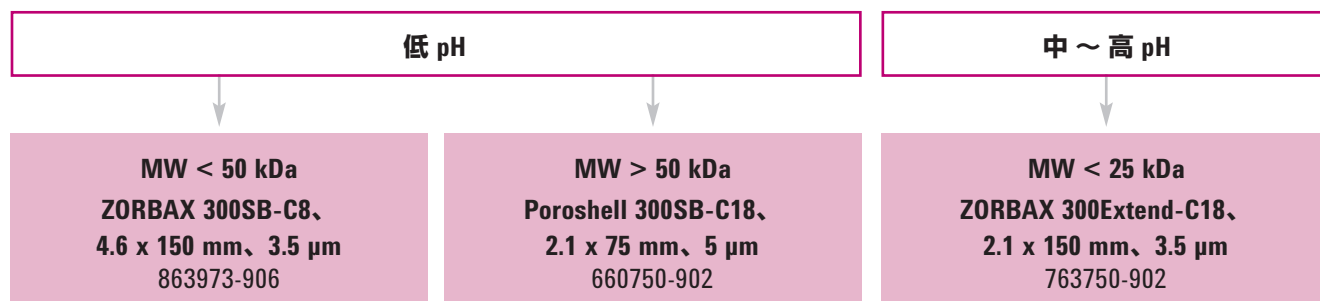 低 pH
中 ～ 高 pH
MW < 50 kDa
ZORBAX 300SB-C8、
4.6 x 150 mm、3.5 µm
863973-906
MW > 50 kDa
Poroshell 300SB-C18、
2.1 x 75 mm、5 µm
660750-902
MW < 25 kDa
ZORBAX 300Extend-C18、
2.1 x 150 mm、3.5 µm
763750-902